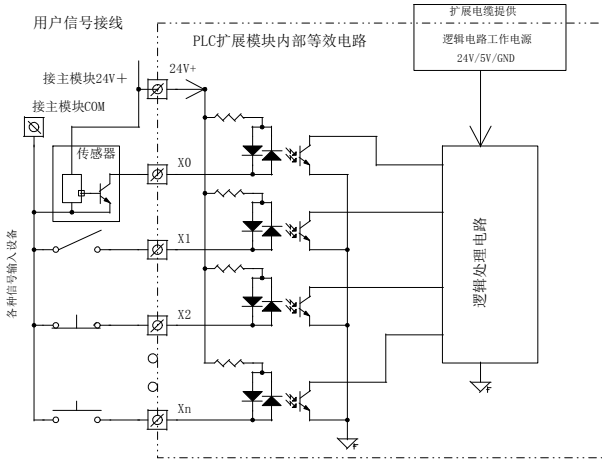 用户信号接线
扩展电缆提供
PLC扩展模块内部等效电路
逻辑电路工作电源
24V/5V/GND
接主模块24V＋
24V+
接主模块COM
传感器
X0
X1
各种信号输入设备
逻辑处理电路
X2
Xn